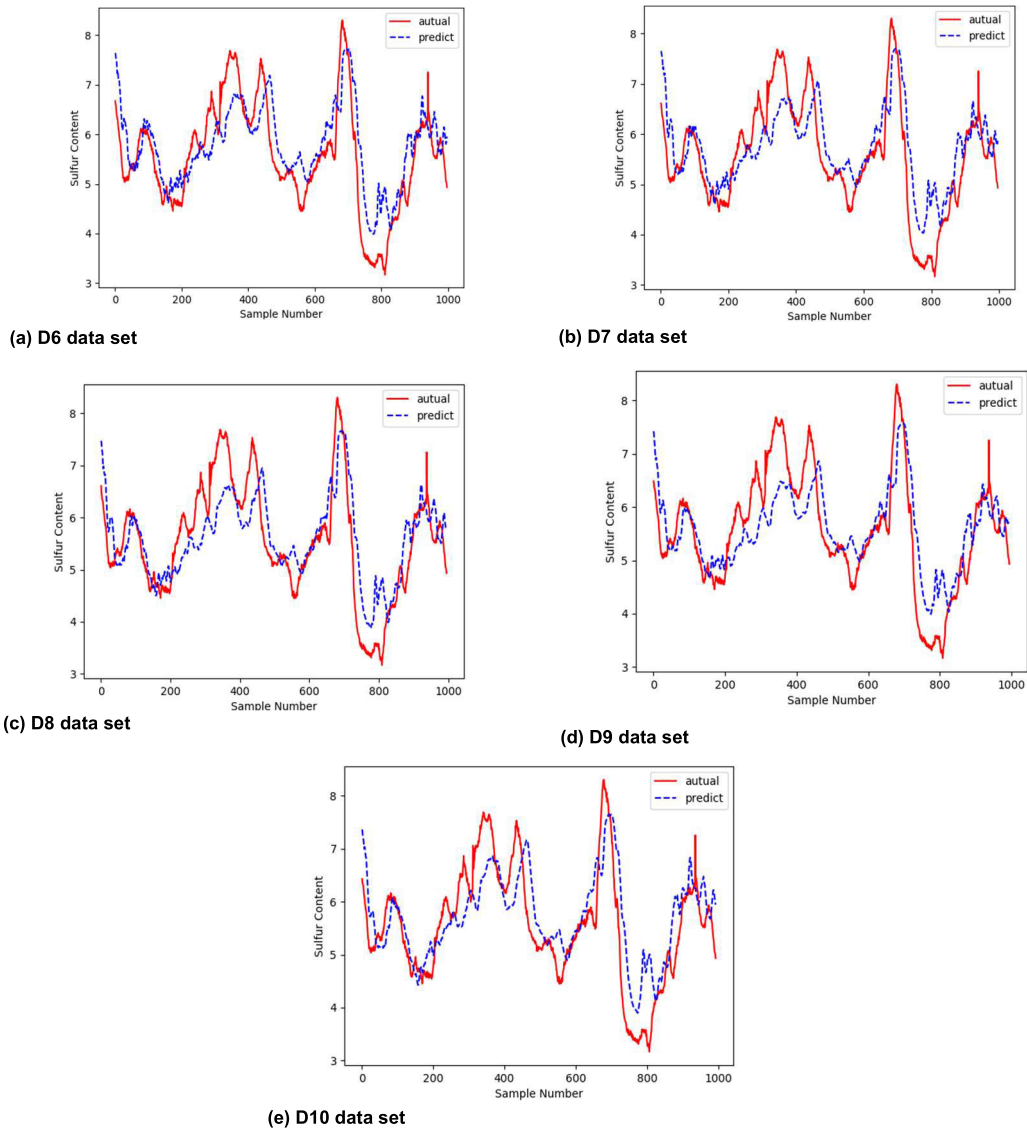 autual
predict
8
7
6
5
4
3
Sulfur Content
0
200
400
600
800
1000
Sample Number
(a) D6 data set
autual
predict
8
7
6
5
4
3
Sulfur Content
0
200
400
600
800
1000
Sample Number
(b) D7 data set
autual
predict
8
7
6
5
4
3
Sulfur Content
0
200
400
600
800
1000
Sample Number
(c) D8 data set
autual
predict
8
7
6
5
4
3
Sulfur Content
0
200
400
600
800
1000
Sample Number
(d) D9 data set
autual
predict
8
7
6
5
4
3
Sulfur Content
0
200
400
600
800
1000
Sample Number
(e) D10 data set